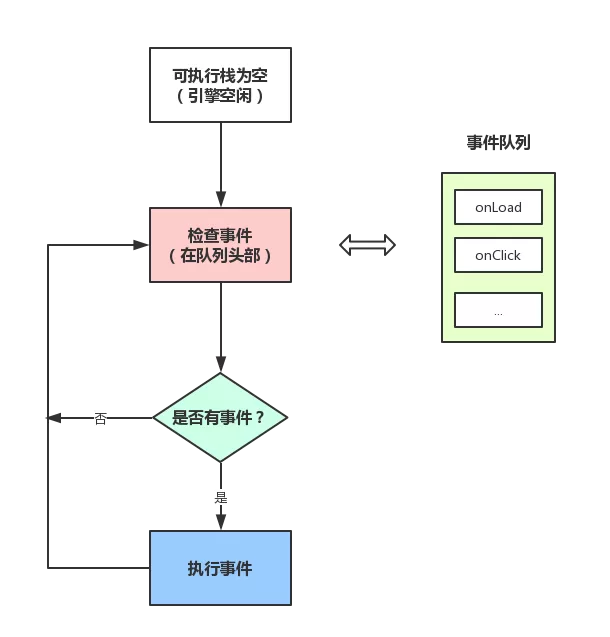 可执行栈为空
（引擎空闲）
事件队列
onLoad
检查事件
（在队列头部）
onClick
...
是否有事件？
否
是
执行事件